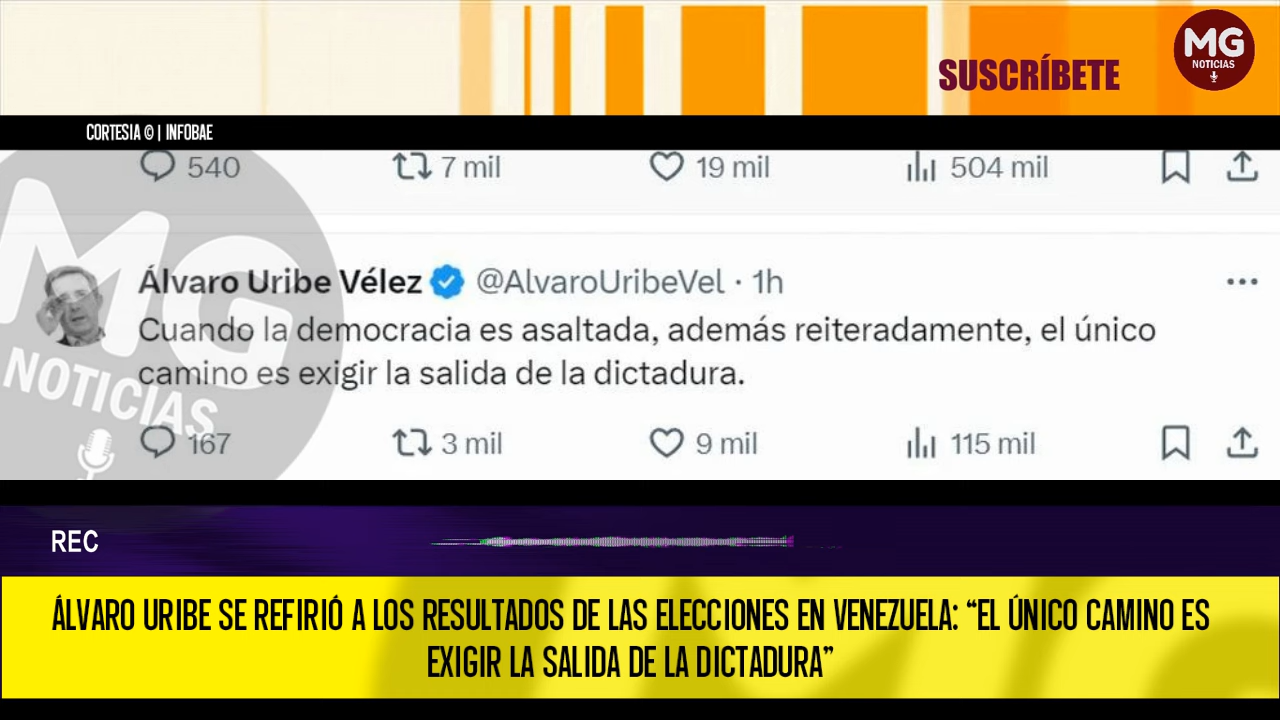 MG
NOTICIAS
SUSCRÍBETE
CORTESIA © | INFOBAE
540 7 mil 19 mil 504 mil
Álvaro Uribe Vélez @AlvaroUribeVel · 1h
Cuando la democracia es asaltada, además reiteradamente, el único
camino es exigir la salida de la dictadura.
167 3 mil 9 mil 115 mil
MG
NOTICIAS
REC
ÁLVARO URIBE SE REFIRIÓ A LOS RESULTADOS DE LAS ELECCIONES EN VENEZUELA: “EL ÚNICO CAMINO ES
EXIGIR LA SALIDA DE LA DICTADURA”